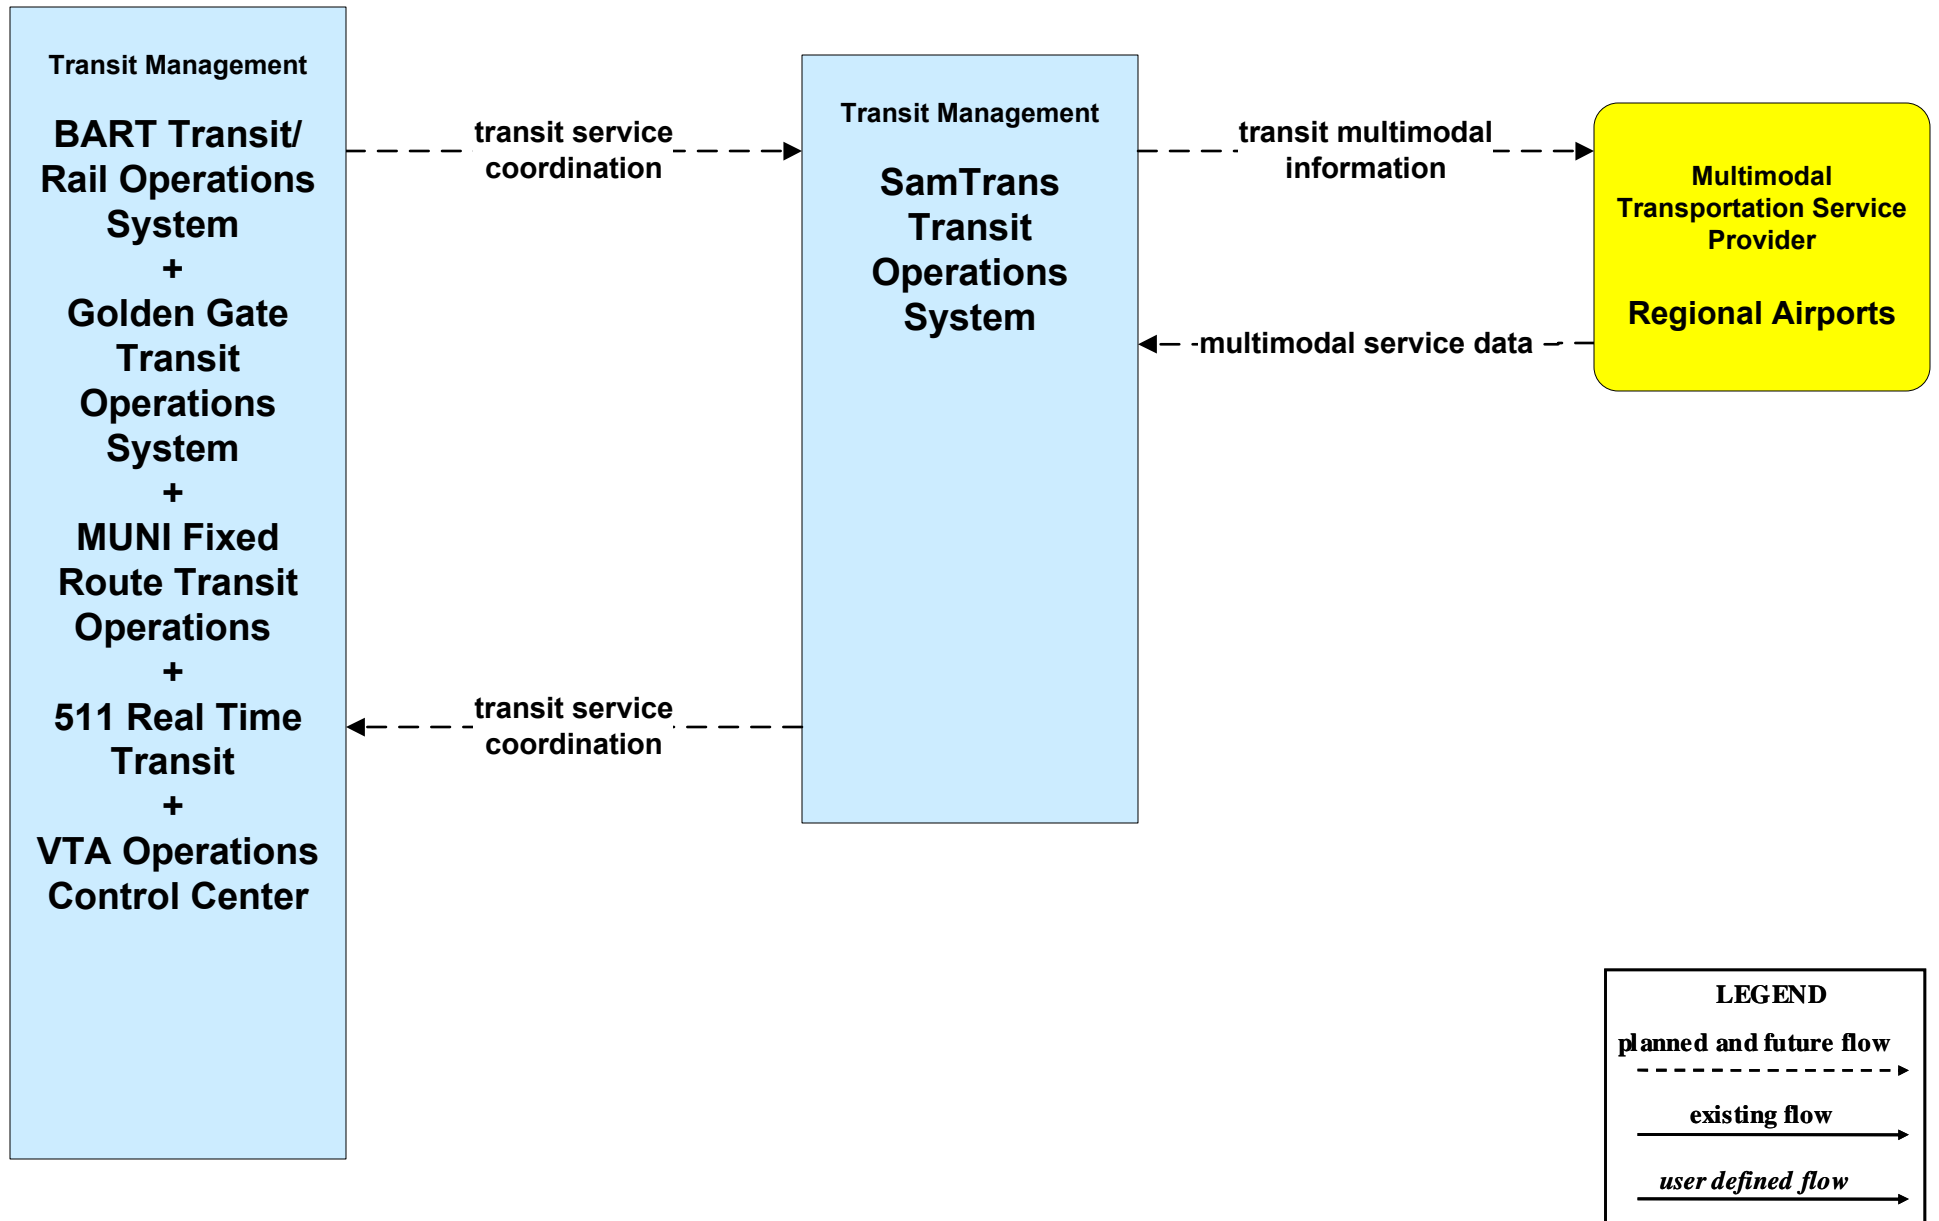 Transit Management
BART Transit/
Rail Operations
System
+
Golden Gate
Transit
Operations
System
+
MUNI Fixed
Route Transit
Operations
+
511 Real Time
Transit
+
VTA Operations
Control Center
transit service
coordination
transit service
coordination
Transit Management
SamTrans
Transit
Operations
System
transit multimodal
information
multimodal service data
Multimodal
Transportation Service
Provider
Regional Airports
LEGEND
planned and future flow
existing flow
user defined flow